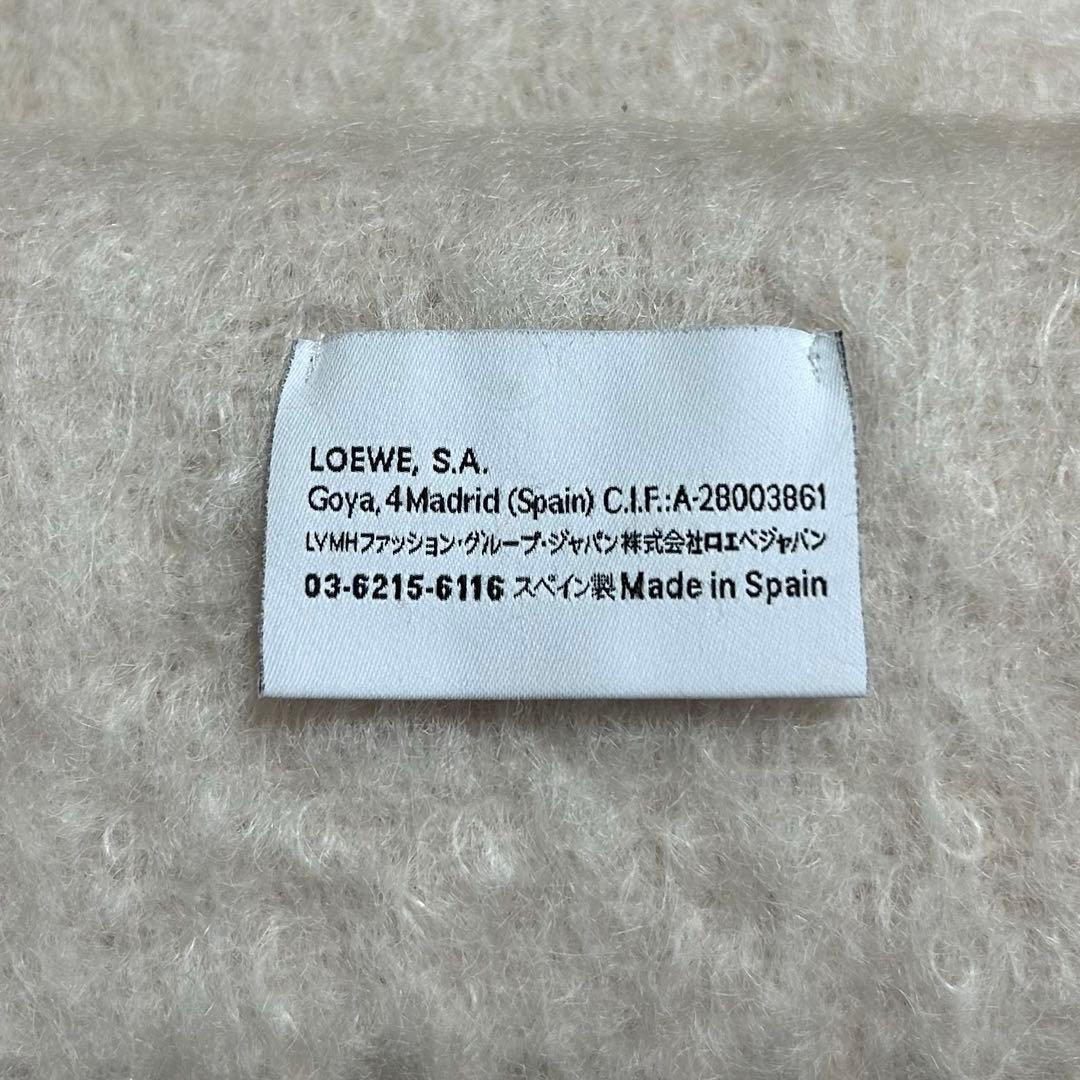 LOEWE, S.A.
Goya, 4 Madrid (Spain) C.I.F.:A-28003861
LVMHファッション・グループ・ジャパン株式会社ロエベジャパン
03-6215-6116 スペイン製 Made in Spain